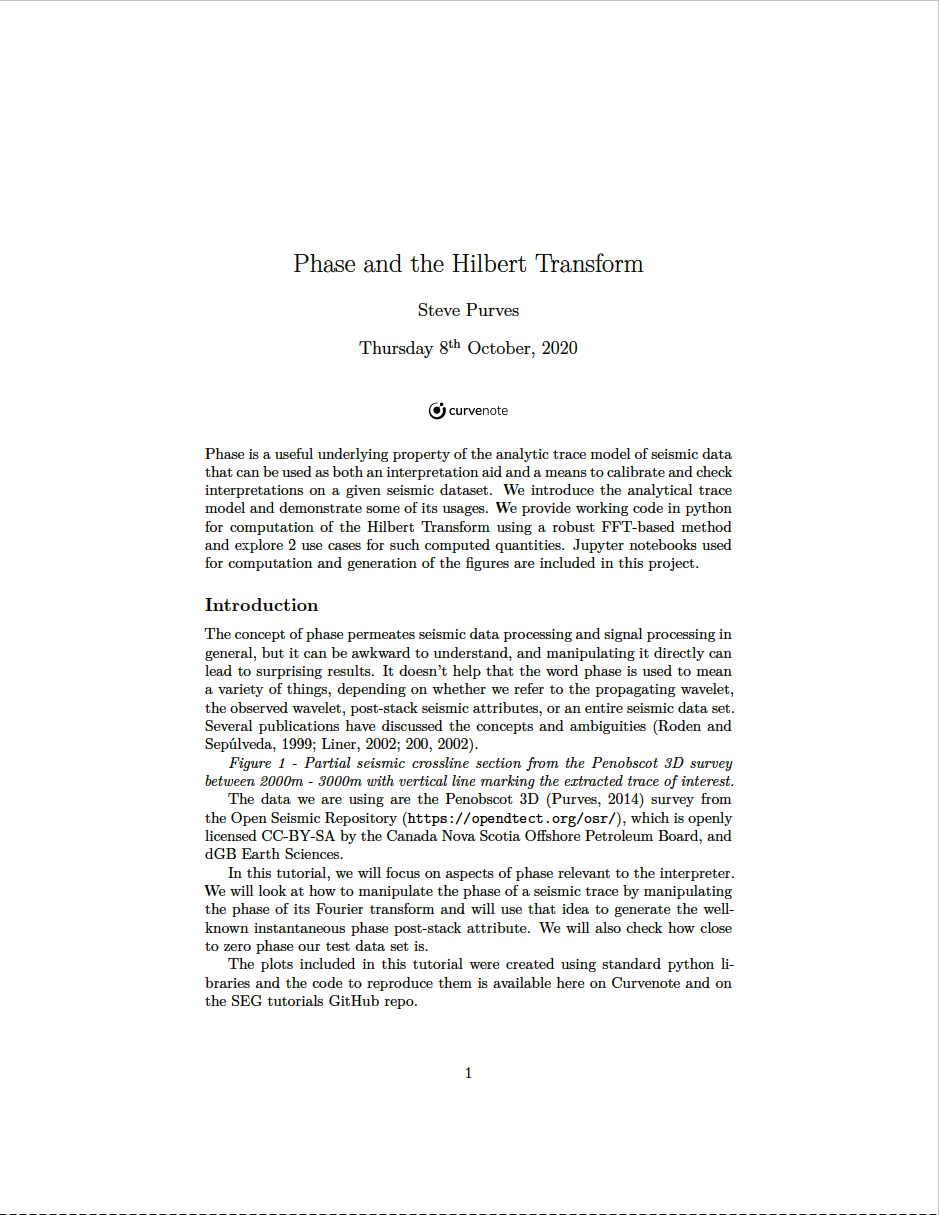 Phase and the Hilbert Transform
Steve Purves
Thursday 8th October, 2020
curvenote
Phase is a useful underlying property of the analytic trace model of seismic data
that can be used as both an interpretation aid and a means to calibrate and check
interpretations on a given seismic dataset. We introduce the analytical trace
model and demonstrate some of its usages. We provide working code in python
for computation of the Hilbert Transform using a robust FFT-based method
and explore 2 use cases for such computed quantities. Jupyter notebooks used
for computation and generation of the figures are included in this project.
Introduction
The concept of phase permeates seismic data processing and signal processing in
general, but it can be awkward to understand, and manipulating it directly can
lead to surprising results. It doesn't help that the word phase is used to mean
a variety of things, depending on whether we refer to the propagating wavelet,
the observed wavelet, post-stack seismic attributes, or an entire seismic data set.
Several publications have discussed the concepts and ambiguities (Roden and
Sepúlveda, 1999; Liner, 2002; 200, 2002).
Figure 1 - Partial seismic crossline section from the Penobscot 3D survey
between 2000m - 3000m with vertical line marking the extracted trace of interest.
The data we are using are the Penobscot 3D (Purves, 2014) survey from
the Open Seismic Repository (https://opendtect.org/osr/), which is openly
licensed CC-BY-SA by the Canada Nova Scotia Offshore Petroleum Board, and
dGB Earth Sciences.
In this tutorial, we will focus on aspects of phase relevant to the interpreter.
We will look at how to manipulate the phase of a seismic trace by manipulating
the phase of its Fourier transform and will use that idea to generate the well-
known instantaneous phase post-stack attribute. We will also check how close
to zero phase our test data set is.
The plots included in this tutorial were created using standard python li-
braries and the code to reproduce them is available here on Curvenote and on
the SEG tutorials GitHub repo.
1